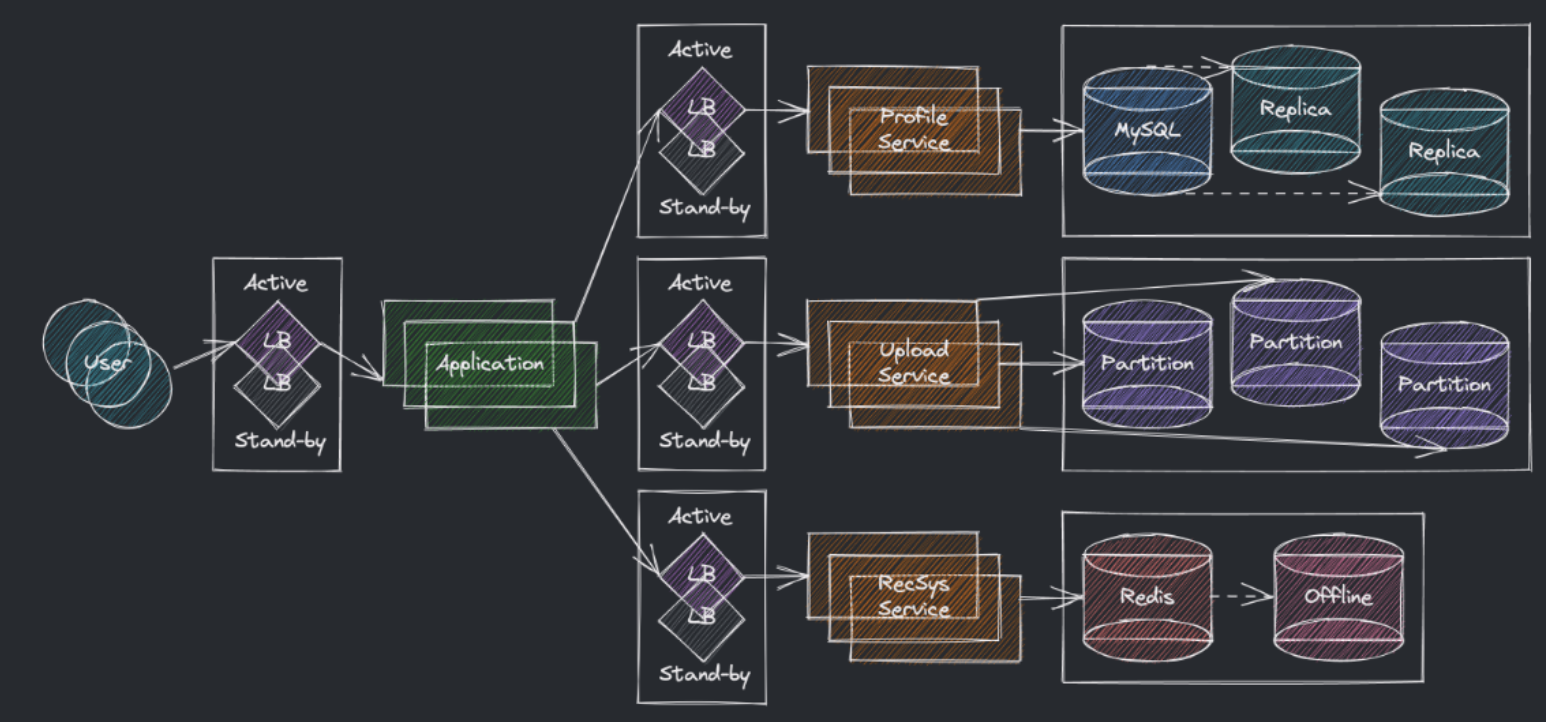 User
Active
LB
LB
Stand-by
Application
Active
LB
LB
Stand-by
Profile
Service
MySQL
Replica
Replica
Active
LB
LB
Stand-by
Upload
Service
Partition
Partition
Partition
Active
LB
LB
Stand-by
RecSys
Service
Redis
Offline